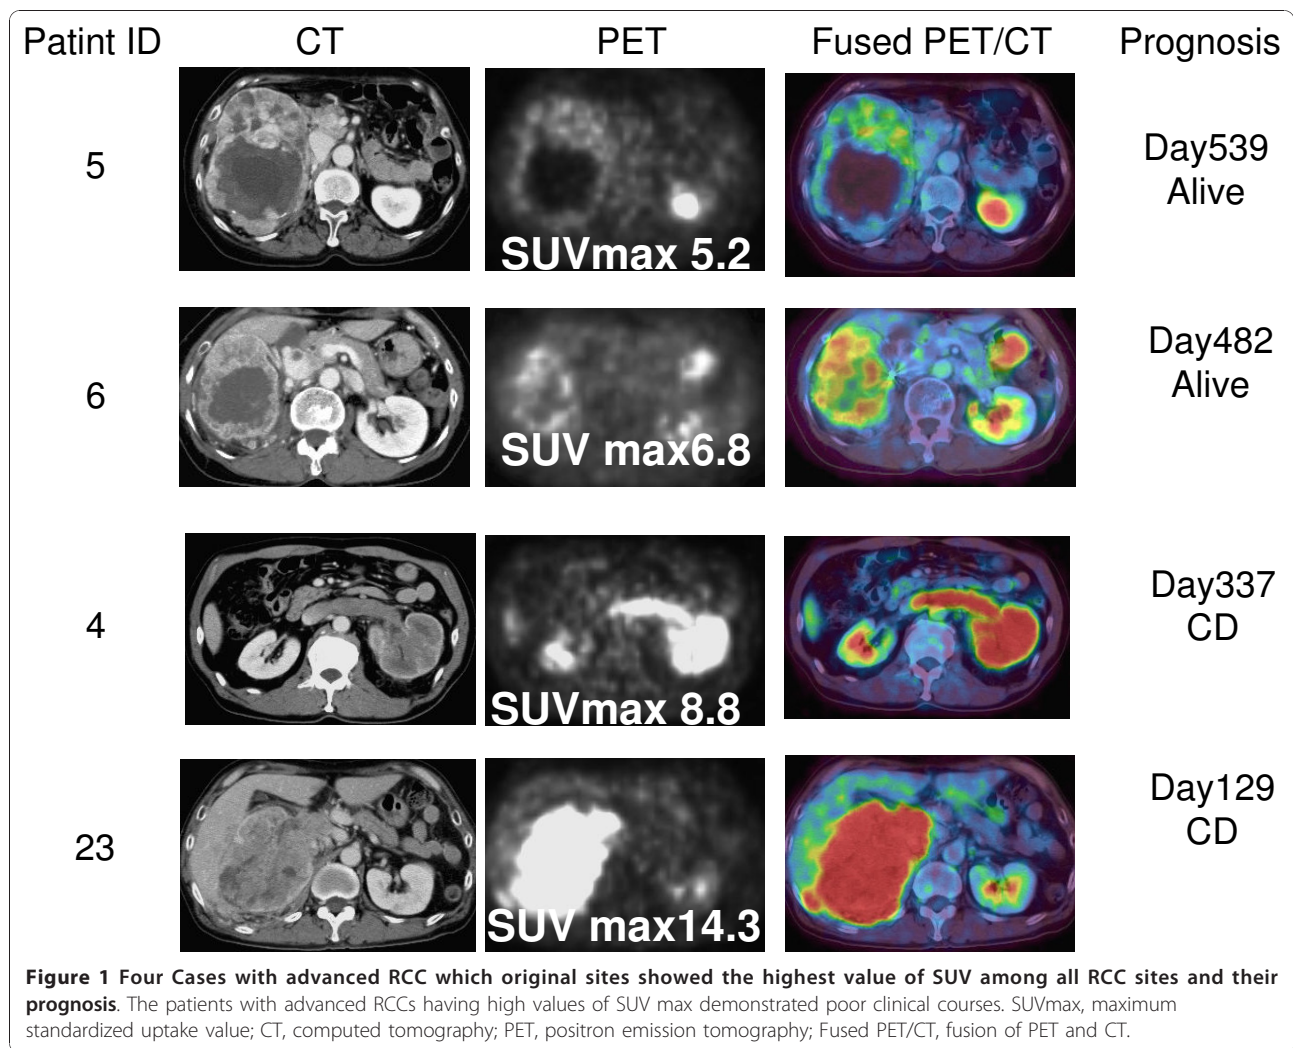 Patint ID CT PET Fused PET/CT Prognosis
5
SUVmax 5.2
Day539
Alive
6
SUV max6.8
Day482
Alive
4
SUVmax 8.8
Day337
CD
23
SUV max14.3
Day129
CD
Figure 1 Four Cases with advanced RCC which original sites showed the highest value of SUV among all RCC sites and their
prognosis. The patients with advanced RCCs having high values of SUV max demonstrated poor clinical courses. SUVmax, maximum
standardized uptake value; CT, computed tomography; PET, positron emission tomography; Fused PET/CT, fusion of PET and CT.